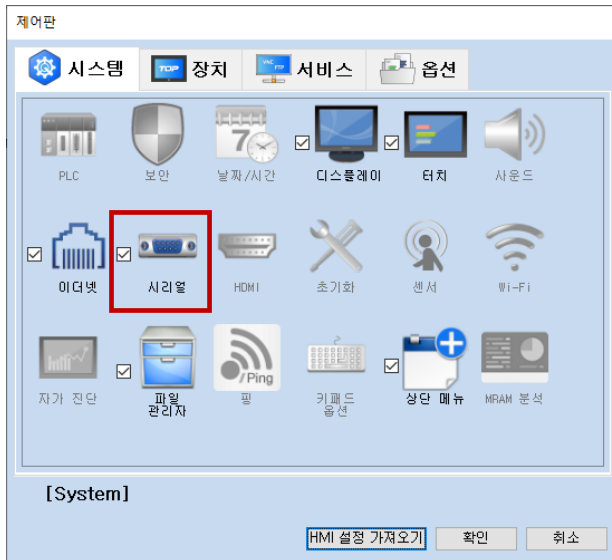 제어판
시스템
TOP 장치
VNC FTP 서비스
옵션
7
PLC
보안
날짜/시간
디스플레이
터치
사운드
이더넷
시리얼
HDMI
초기화
센서
Wi-Fi
/Ping
자가 진단
파일
관리자
핑
키패드
옵션
상단 메뉴
MRAM 분석
[System]
HMI 설정 가져오기
확인
취소